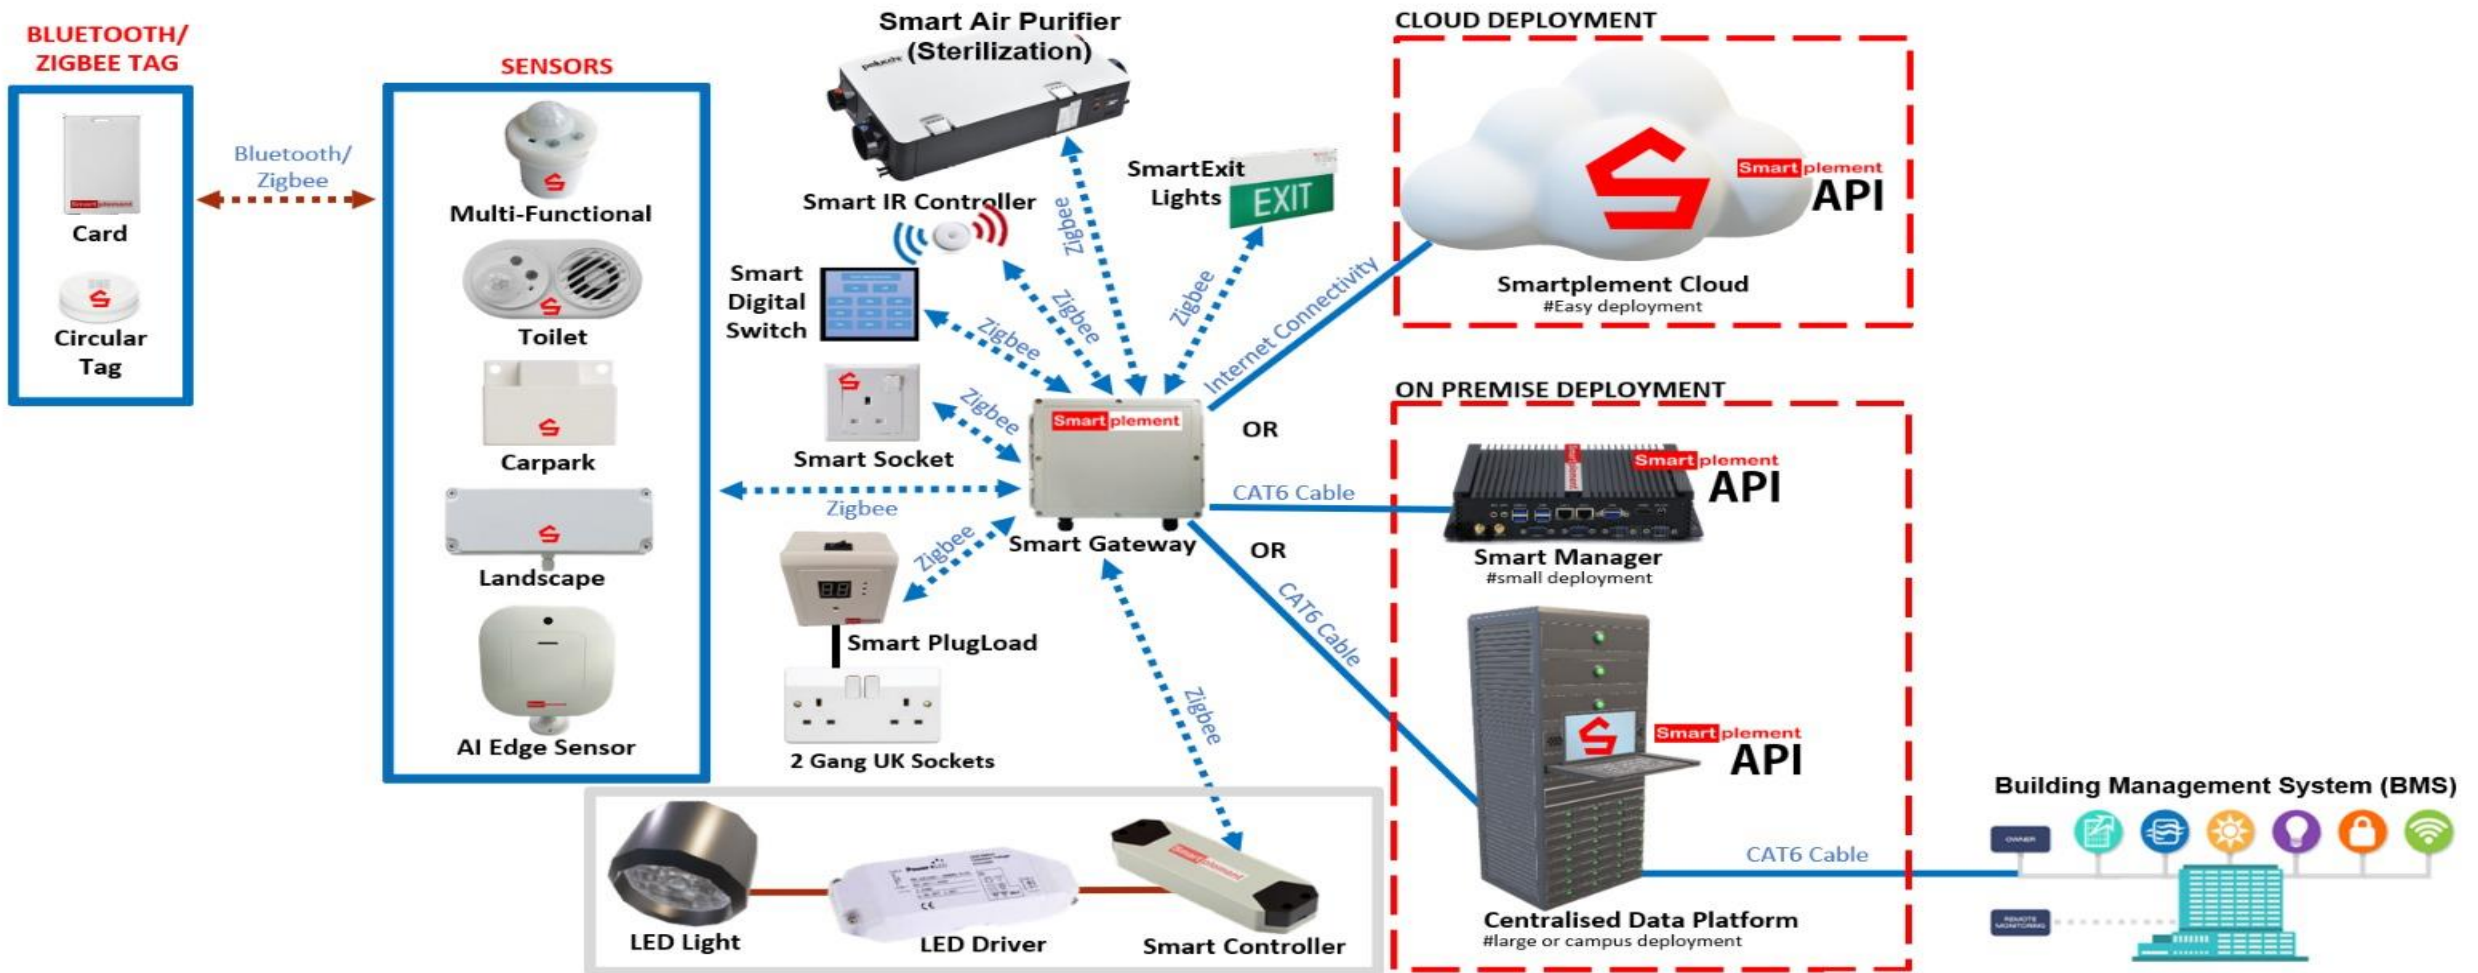 BLUETOOTH/
ZIGBEE TAG
Card
Circular
Tag
Bluetooth/
Zigbee
SENSORS
Multi-Functional
Toilet
Carpark
Landscape
AI Edge Sensor
Smart Air Purifier
(Sterilization)
Smart IR Controller
SmartExit
Lights
EXIT
Smart
Digital
Switch
Smart Socket
Zigbee
Zigbee
Zigbee
Zigbee
Zigbee
Zigbee
Zigbee
Zigbee
Smartplement
Smart Gateway
Smart PlugLoad
2 Gang UK Sockets
LED Light
LED Driver
Smart Controller
Smartplement
Internet Connectivity
OR
CAT6 Cable
OR
CAT6 Cable
CLOUD DEPLOYMENT
Smartplement
API
Smartplement Cloud
#Easy deployment
ON PREMISE DEPLOYMENT
Smartplement
Smartplement
API
Smart Manager
#small deployment
Smartplement
API
Centralised Data Platform
#large or campus deployment
CAT6 Cable
Building Management System (BMS)
OWNER
REMOTE
MONITORING